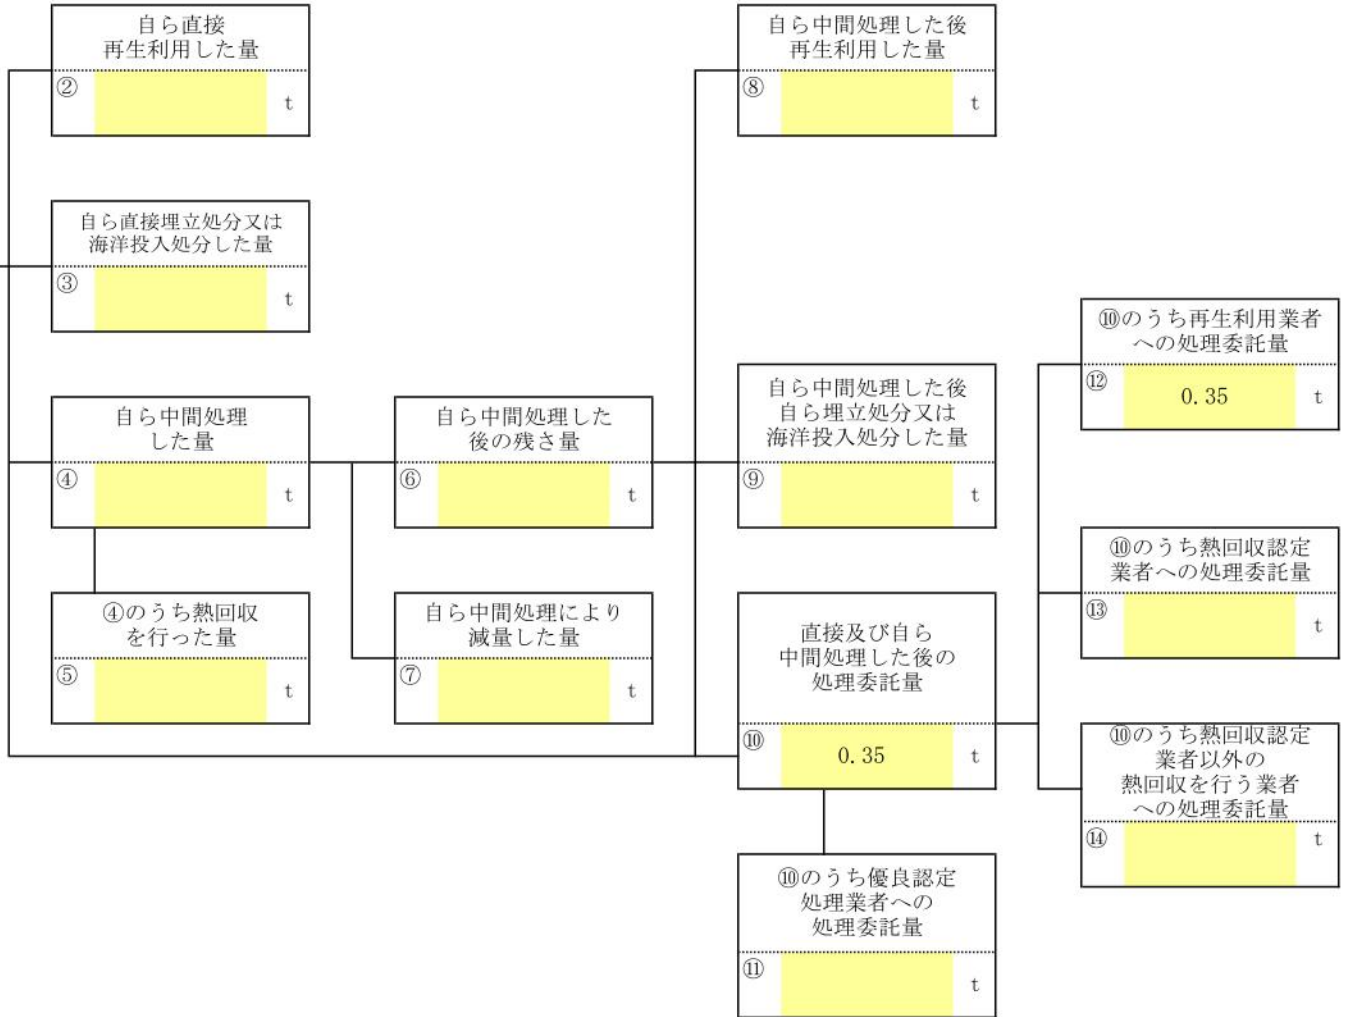 自ら直接
再生利用した量
②
t
自ら中間処理した後
再生利用した量
⑧
t
自ら直接埋立処分又は
海洋投入処分した量
③
t
⑩のうち再生利用業者
への処理委託量
⑫
0.35
t
自ら中間処理
した量
④
t
自ら中間処理した
後の残さ量
⑥
t
自ら中間処理した後
自ら埋立処分又は
海洋投入処分した量
⑨
t
⑩のうち熱回収認定
業者への処理委託量
⑬
t
④のうち熱回収
を行った量
⑤
t
自ら中間処理により
減量した量
⑦
t
直接及び自ら
中間処理した後の
処理委託量
⑩
0.35
t
⑩のうち熱回収認定
業者以外の
熱回収を行う業者
への処理委託量
⑭
t
⑩のうち優良認定
処理業者への
処理委託量
⑪
t